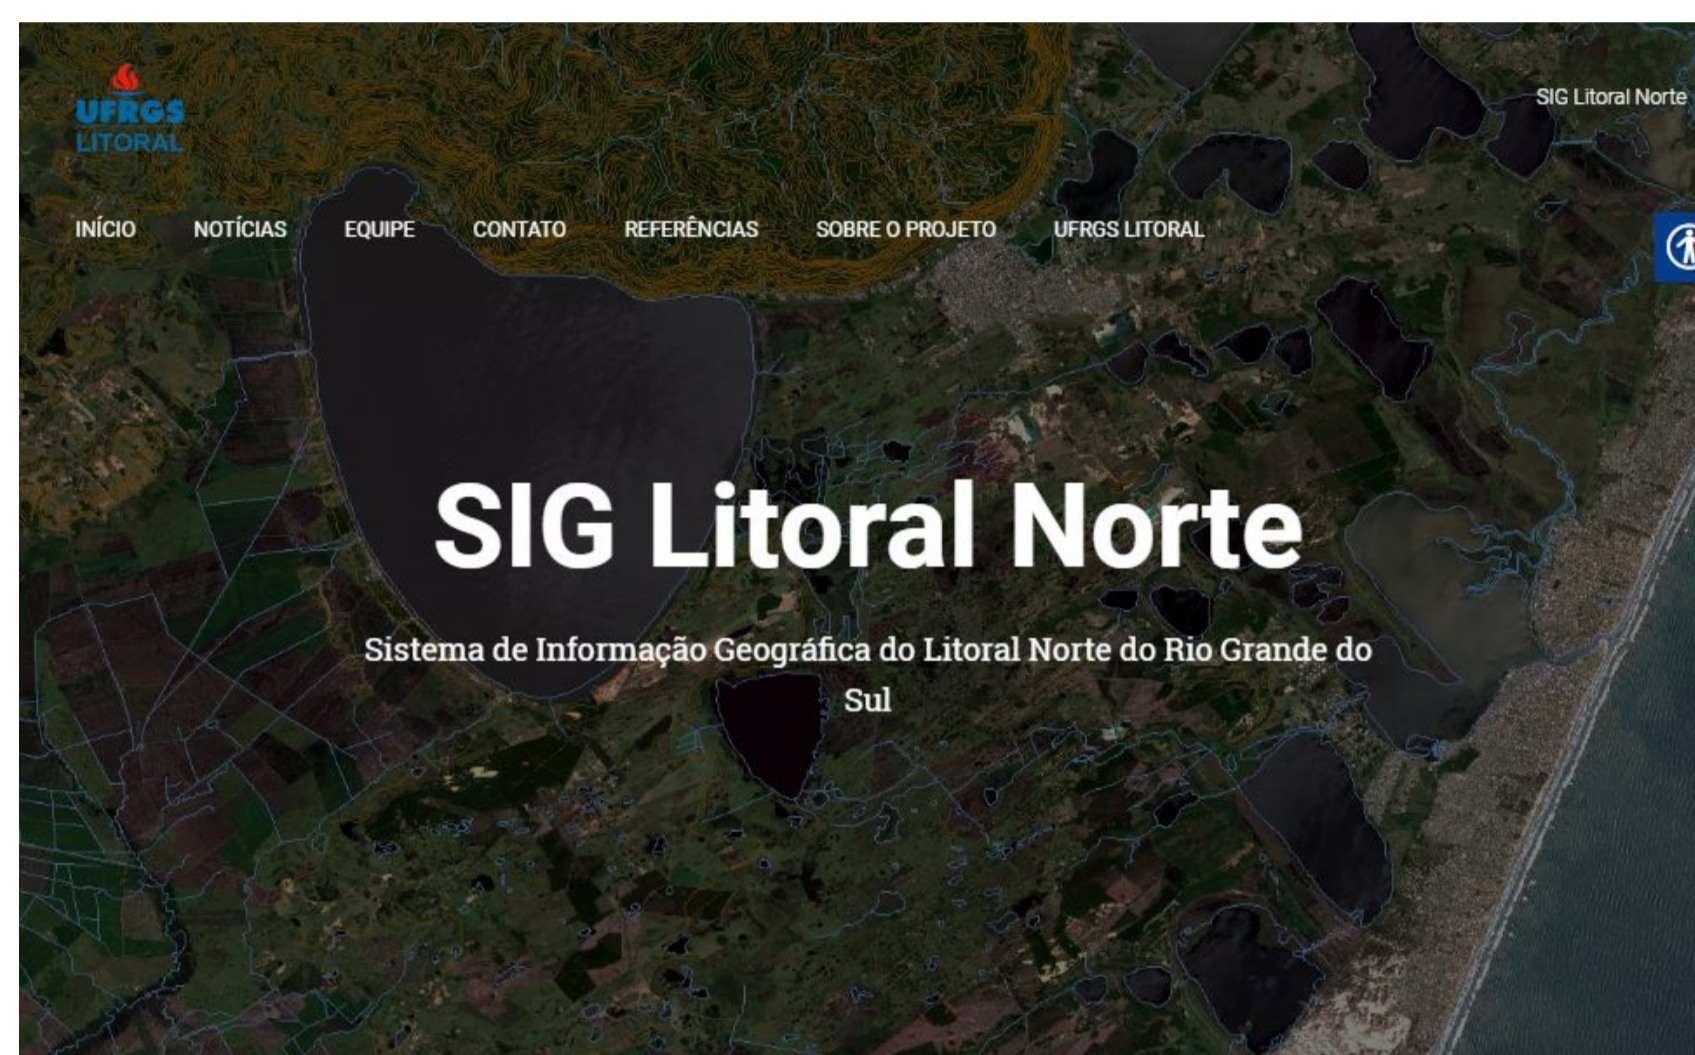 UFRGS
LITORAL
SIG Litoral Norte
INÍCIO NOTÍCIAS EQUIPE CONTATO REFERÊNCIAS SOBRE O PROJETO UFRGS LITORAL
SIG Litoral Norte
Sistema de Informação Geográfica do Litoral Norte do Rio Grande do
Sul